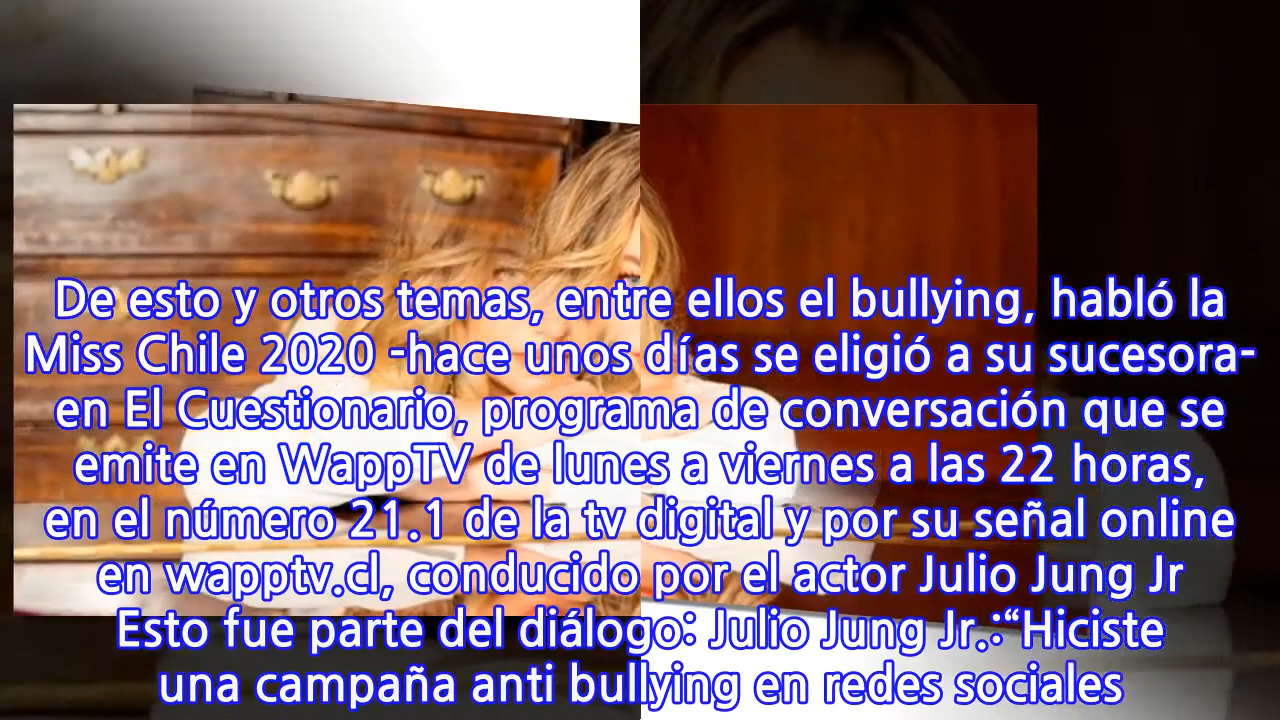 De esto y otros temas, entre ellos el bullying, habló la
Miss Chile 2020 -hace unos días se eligió a su sucesora-
en El Cuestionario, programa de conversación que se
emite en WappTV de lunes a viernes a las 22 horas,
en el número 21.1 de la tv digital y por su señal online
en wapptv.cl, conducido por el actor Julio Jung Jr
Esto fue parte del diálogo: Julio Jung Jr.:“Hiciste
una campaña anti bullying en redes sociales